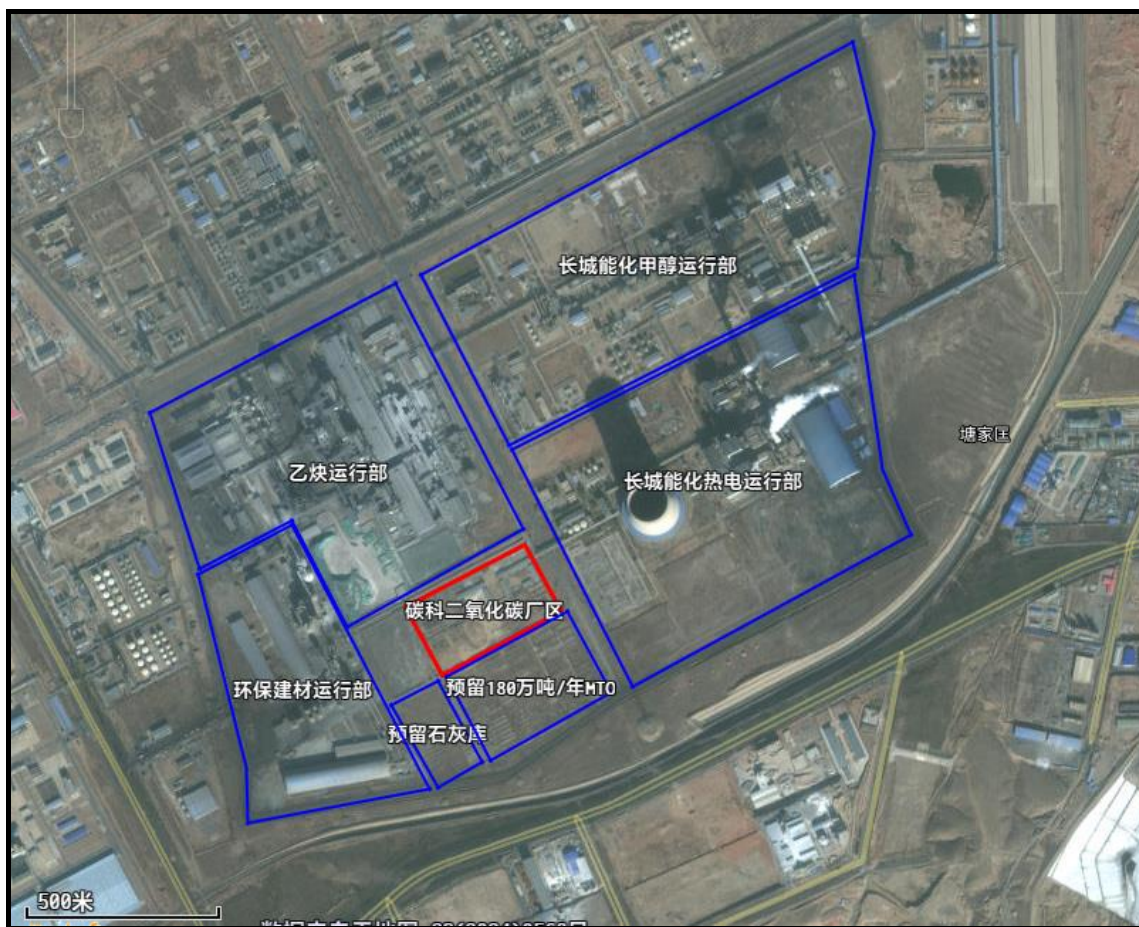 长城能化甲醇运行部
塘家匡
乙炔运行部
长城能化热电运行部
碳科二氧化碳厂区
环保建材运行部
预留180万吨/年MTO
预留石灰库
500米